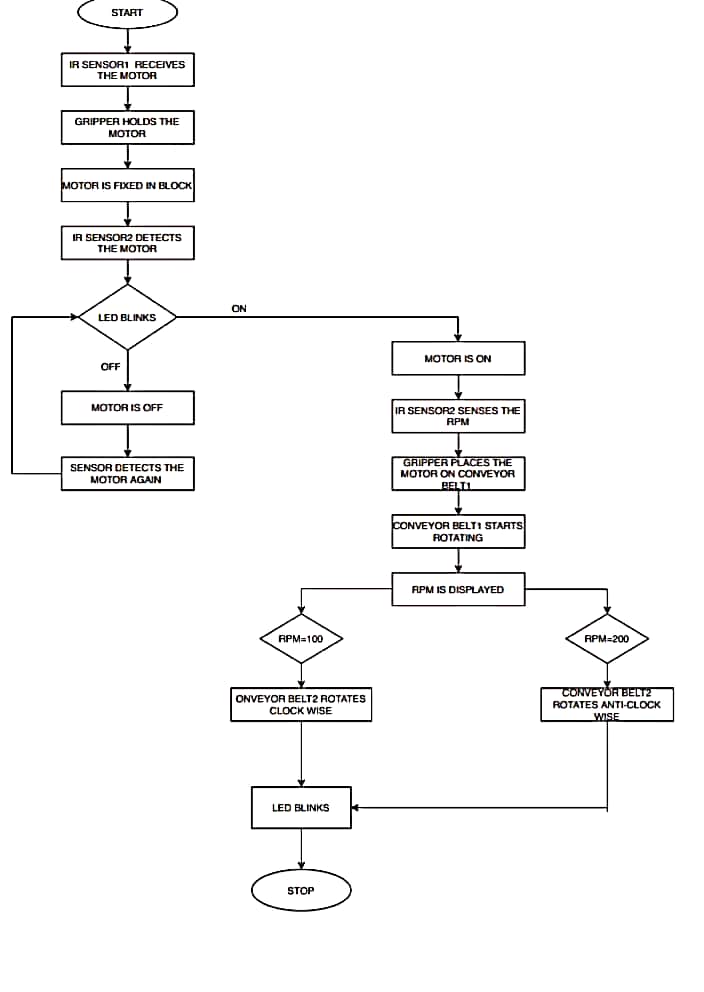 START
IR SENSOR1 RECEIVES
THE MOTOR
GRIPPER HOLDS THE
MOTOR
MOTOR IS FIXED IN BLOCK
IR SENSOR2 DETECTS
THE MOTOR
LED BLINKS
ON
OFF
MOTOR IS OFF
SENSOR DETECTS THE
MOTOR AGAIN
MOTOR IS ON
IR SENSOR2 SENSES THE
RPM
GRIPPER PLACES THE
MOTOR ON CONVEYOR
BELT1
CONVEYOR BELT1 STARTS
ROTATING
RPM IS DISPLAYED
RPM=100
ONVEYOR BELT2 ROTATES
CLOCK WISE
RPM=200
CONVEYOR BELT2
ROTATES ANTI-CLOCK
WISE
LED BLINKS
STOP